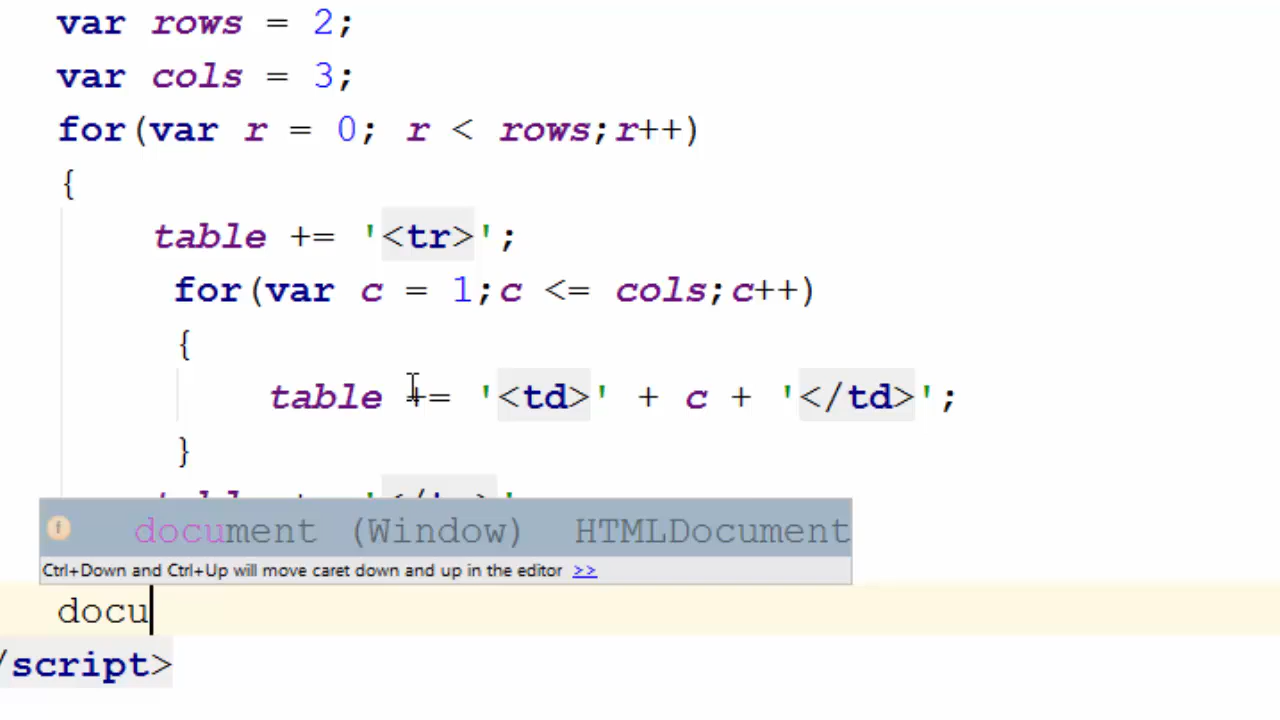 var rows = 2;
var cols = 3;
for(var r = 0; r < rows;r++)
{
table += '<tr>';
for(var c = 1;c <= cols;c++)
{
table += '<td>' + c + '</td>';
}
document (Window) HTMLDocument
Ctrl+Down and Ctrl+Up will move caret down and up in the editor >>
docu
/script>